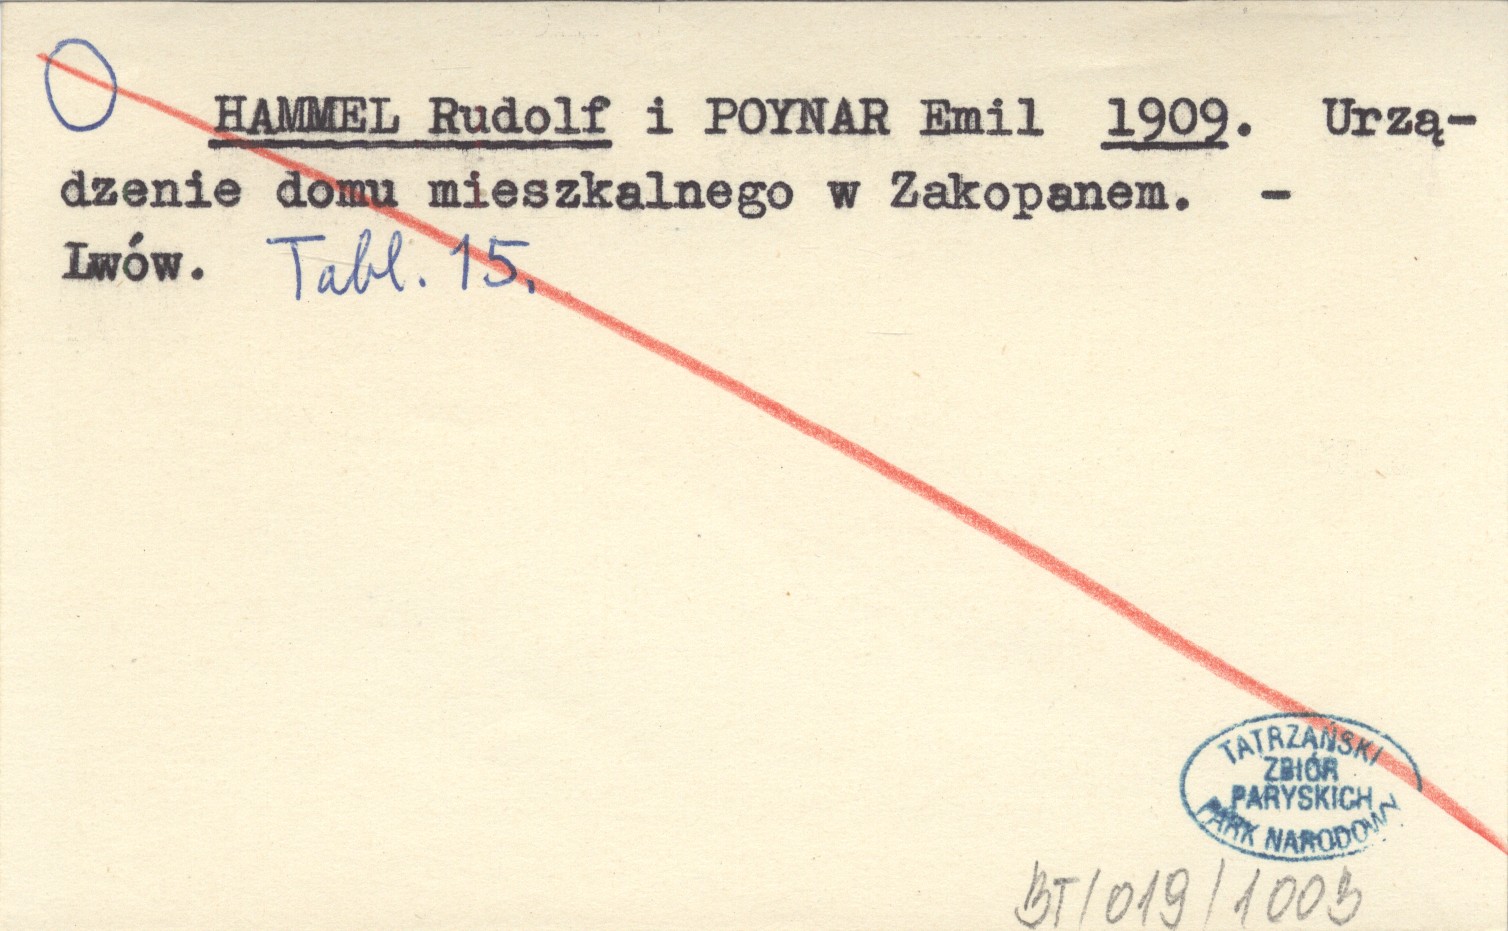 HAMMEL Rudolf i POYNAR Emil 1909. Urzą-
dzenie domu mieszkalnego w Zakopanem. -
Lwów. Tabl. 15.
TATRZAŃSKI
ZBIÓR
PARYSKICH
PARK NARODOWY
BT/019/1003